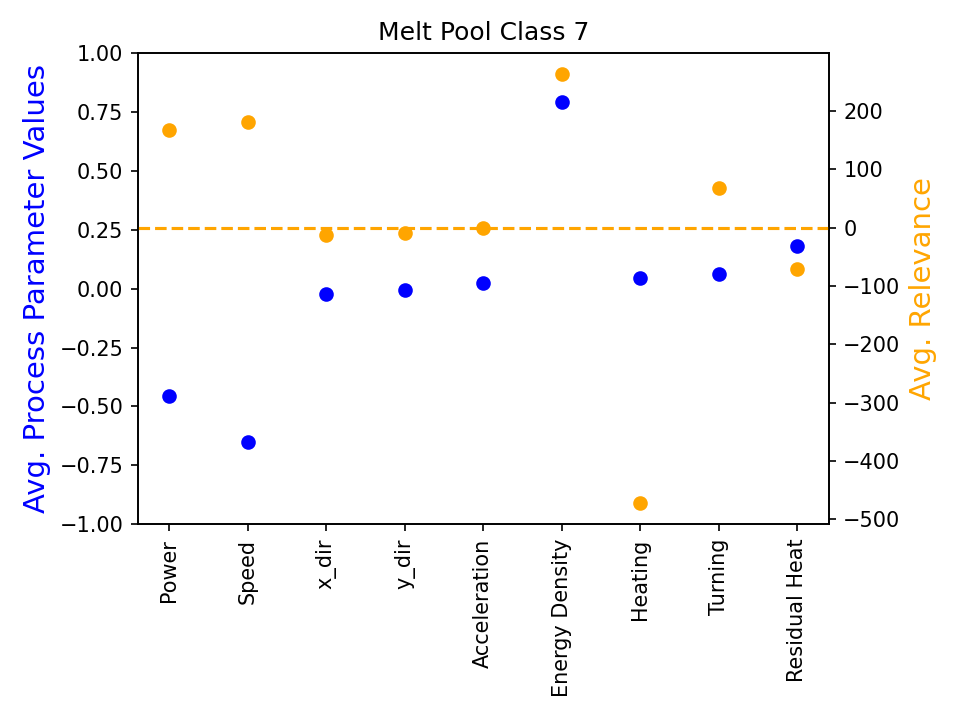 Melt Pool Class 7
Avg. Process Parameter Values
1.00
0.75
0.50
0.25
0.00
−0.25
−0.50
−0.75
−1.00
200
100
0
−100
−200
−300
−400
−500
Avg. Relevance
Power
Speed
x_dir
y_dir
Acceleration
Energy Density
Heating
Turning
Residual Heat